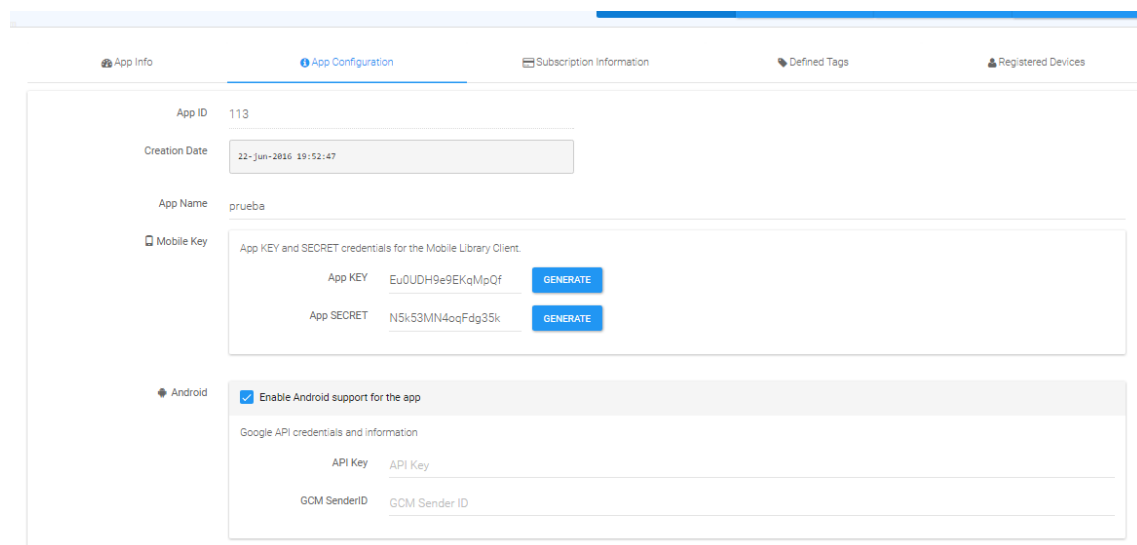 App Info App Configuration Subscription Information Defined Tags Registered Devices
App ID 113
Creation Date 22-jun-2016 19:52:47
App Name prueba
Mobile Key App KEY and SECRET credentials for the Mobile Library Client.
App KEY Eu0UDH9e9EKqMpQf GENERATE
App SECRET N5k53MN4oqFdg35k GENERATE
Android Enable Android support for the app
Google API credentials and information
API Key API Key
GCM SenderID GCM Sender ID